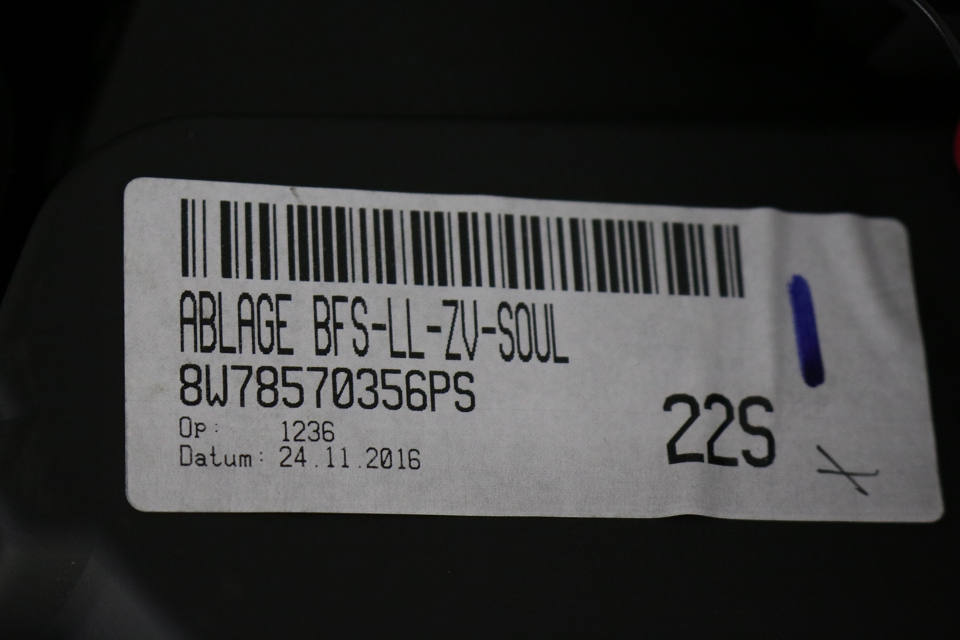 ABLAGE BFS-LL-ZV-SOUL
8W78570356PS
Op: 1236
Datum: 24.11.2016
22S